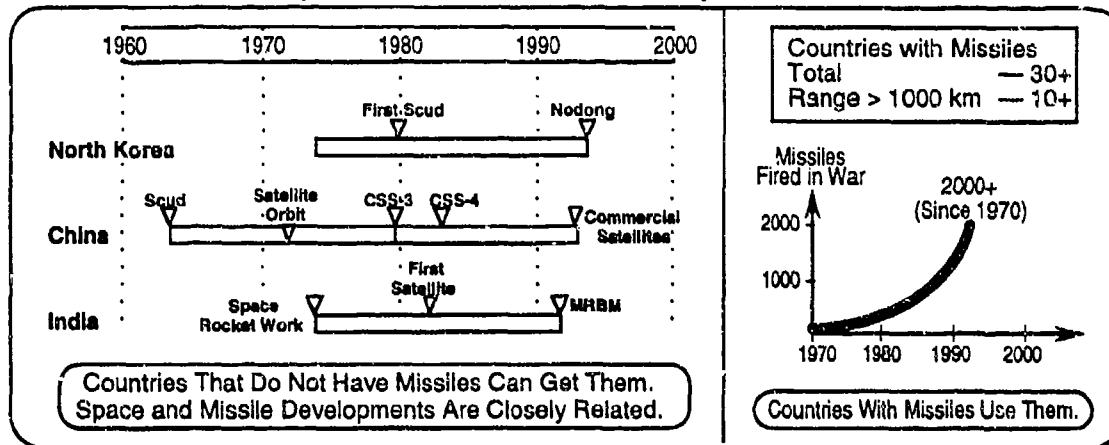 1960 1970 1980 1990 2000
First Scud
Nodong
North Korea
Scud
Satellite
Orbit
CSS-3
CSS-4
China
Commercial
Satellites
First
Satellite
Space
Rocket Work
MRBM
India
Countries That Do Not Have Missiles Can Get Them.
Space and Missile Developments Are Closely Related.
Countries with Missiles
Total — 30+
Range > 1000 km — 10+
Missiles
Fired in War
2000+
(Since 1970)
2000
1000
1970 1980 1990 2000
Countries With Missiles Use Them.